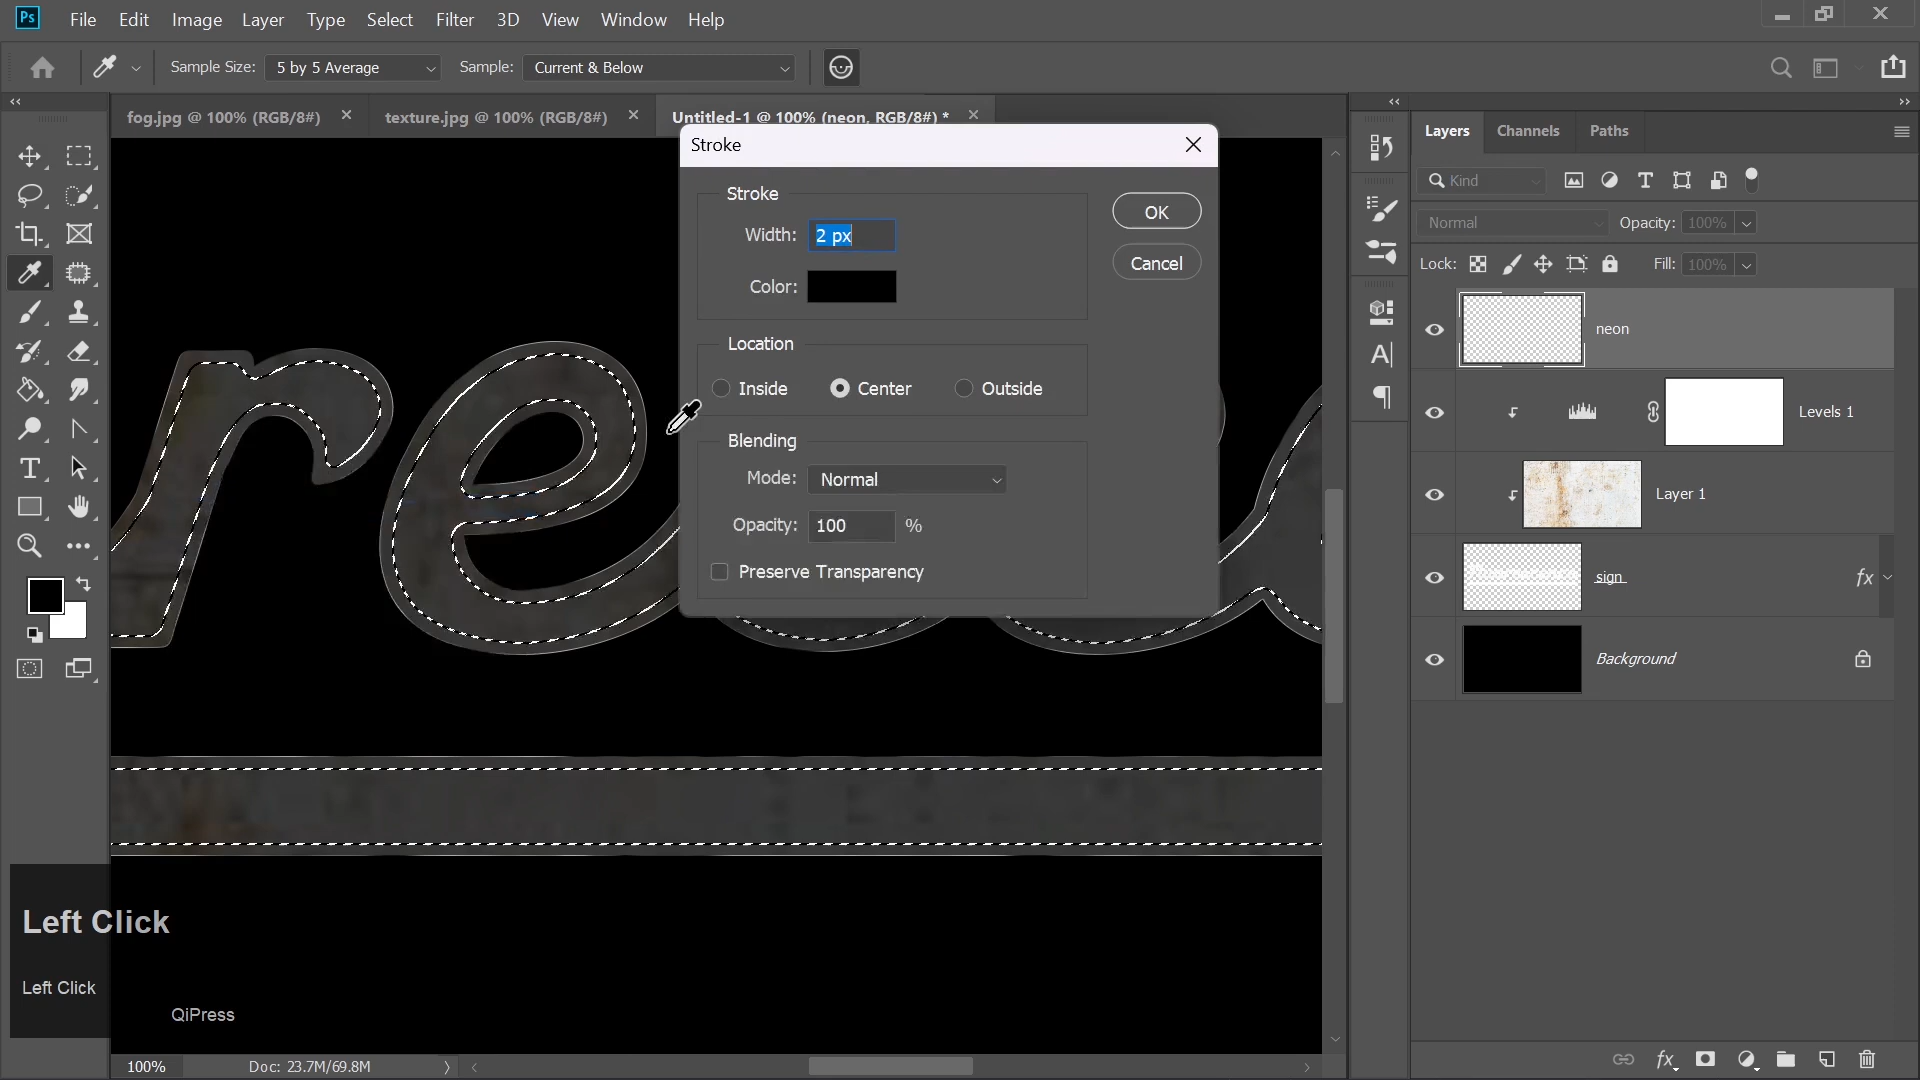 Ps File Edit Image Layer Type Select Filter 3D View Window Help
Sample Size: 5 by 5 Average Sample: Current & Below
fog.jpg @ 100% (RGB/8#) texture.jpg @ 100% (RGB/8#) Untitled-1 @ 100% (neon, RGB/8#) *
Stroke
Stroke
Width: 2 px
Color:
OK
Cancel
Location
Inside Center Outside
Blending
Mode: Normal
Opacity: 100 %
Preserve Transparency
re
Layers Channels Paths
Kind
Normal Opacity: 100%
Lock: Fill: 100%
neon
Levels 1
Layer 1
sign fx
Background
Left Click
Left Click
QiPress
100% Doc: 23.7M/69.8M
fx